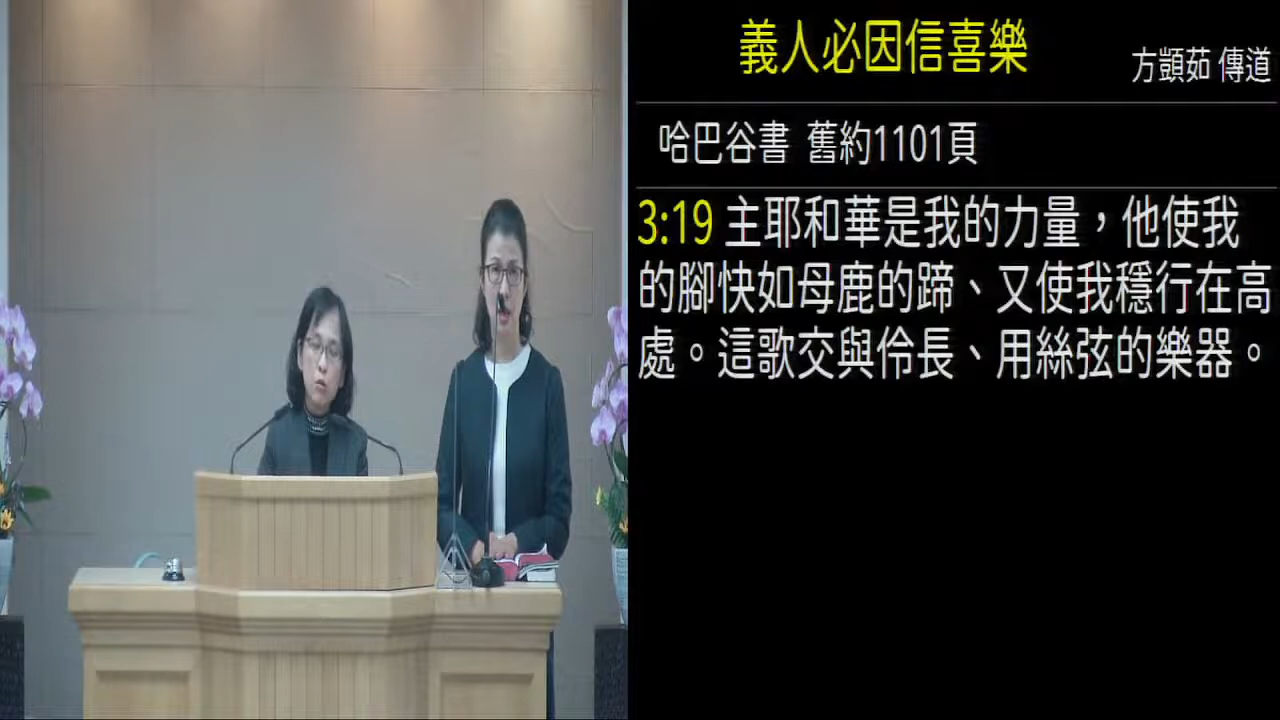 義人必因信喜樂
方顗茹 傳道
哈巴谷書 舊約1101頁
3:19 主耶和華是我的力量，他使我
的腳快如母鹿的蹄、又使我穩行在高
處。這歌交與伶長、用絲弦的樂器。